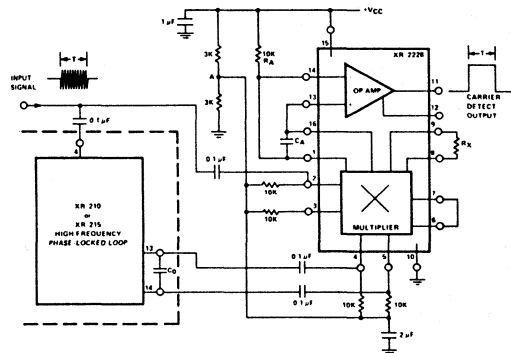 +VCC
1 µF
15
XR 2228
3K
10K
RA
T
T
INPUT
SIGNAL
A
14
OP AMP
11
CARRIER
DETECT
OUTPUT
13
12
3K
16
9
CA
RX
0.1 µF
1
8
4
0.1 µF
2
10K
7
XR 210
or
XR 215
HIGH FREQUENCY
PHASE-LOCKED LOOP
3
10K
MULTIPLIER
6
13
0.1 µF
4
5
10
CO
14
0.1 µF
10K
10K
2 µF